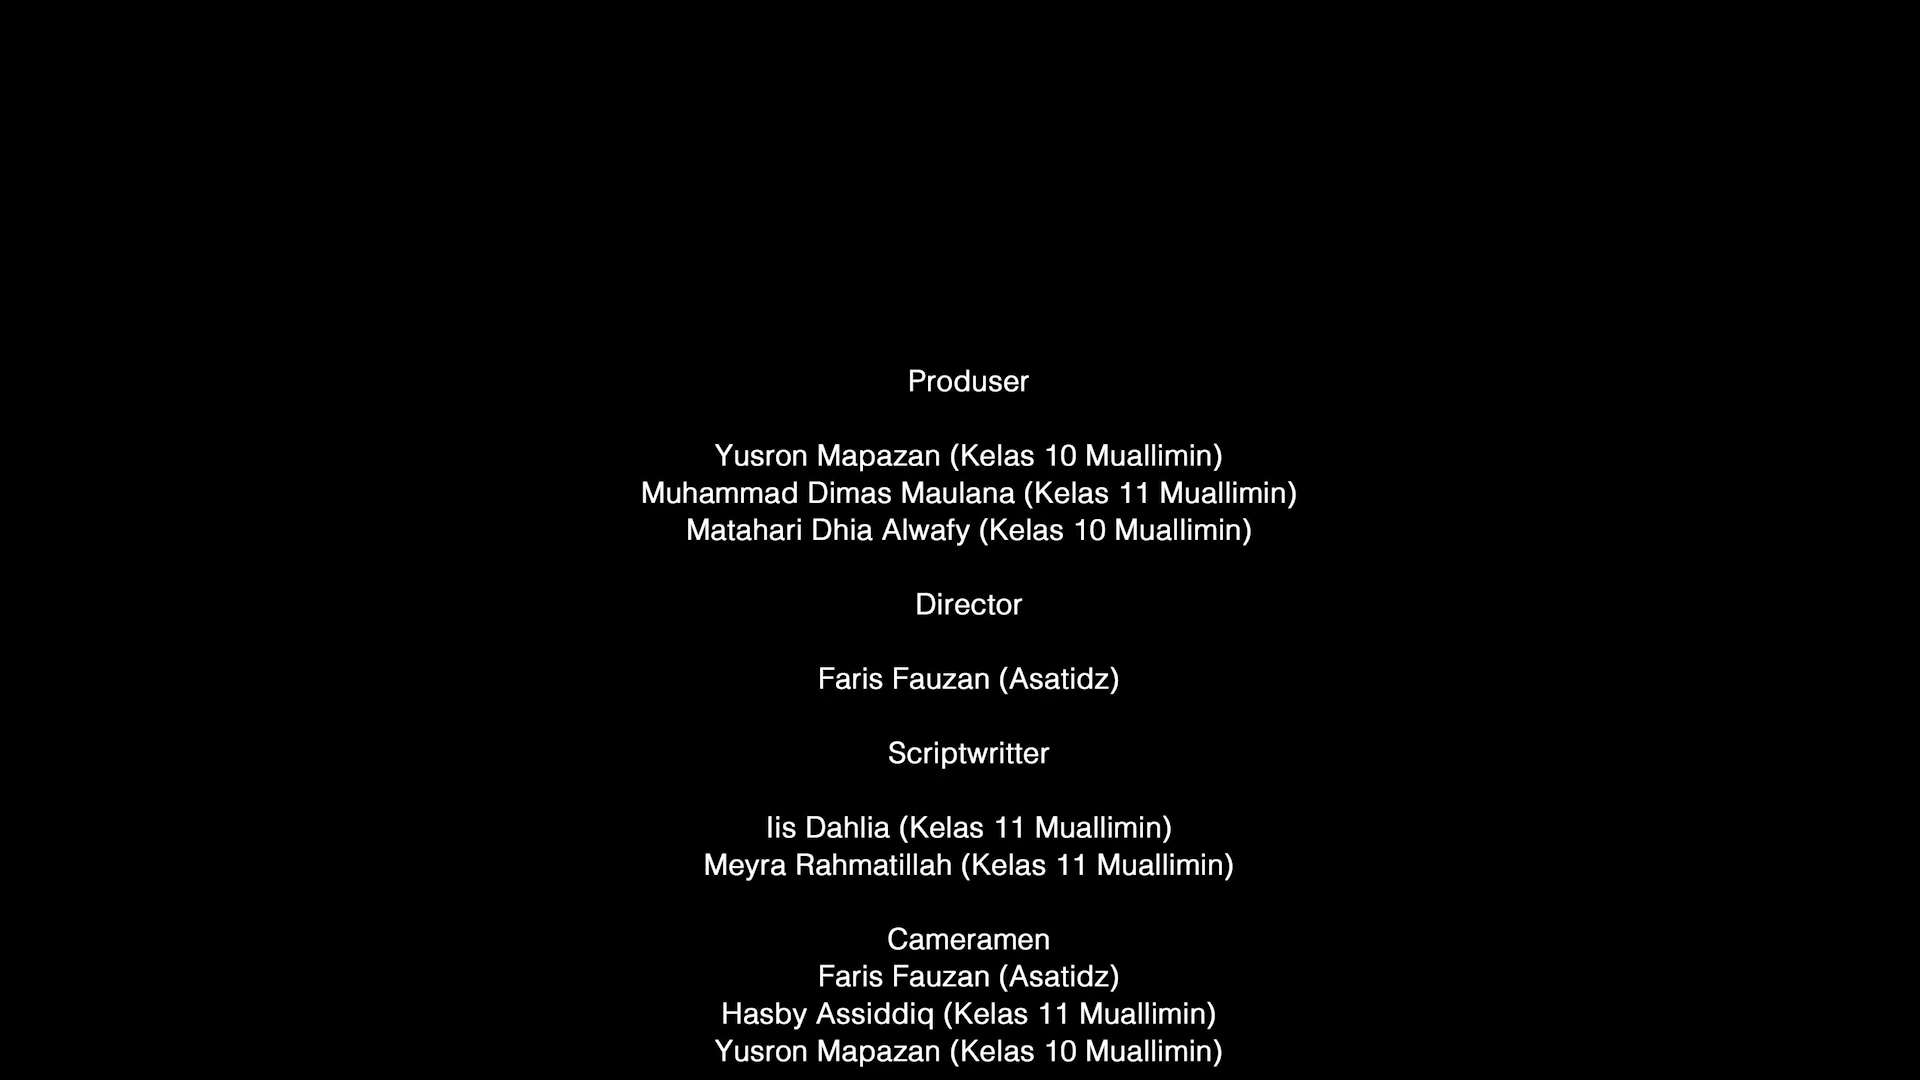 Produser
Yusron Mapazan (Kelas 10 Muallimin)
Muhammad Dimas Maulana (Kelas 11 Muallimin)
Matahari Dhia Alwafy (Kelas 10 Muallimin)
Director
Faris Fauzan (Asatidz)
Scriptwritter
Iis Dahlia (Kelas 11 Muallimin)
Meyra Rahmatillah (Kelas 11 Muallimin)
Cameramen
Faris Fauzan (Asatidz)
Hasby Assiddiq (Kelas 11 Muallimin)
Yusron Mapazan (Kelas 10 Muallimin)